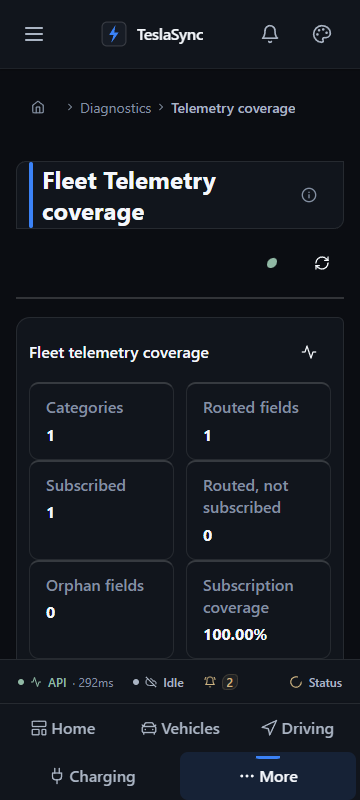 TeslaSync
Diagnostics
Telemetry coverage
Fleet Telemetry
coverage
Fleet telemetry coverage
Categories
1
Routed fields
1
Subscribed
1
Routed, not
subscribed
0
Orphan fields
0
Subscription
coverage
100.00%
API · 292ms
Idle
2
Status
Home
Vehicles
Driving
Charging
More